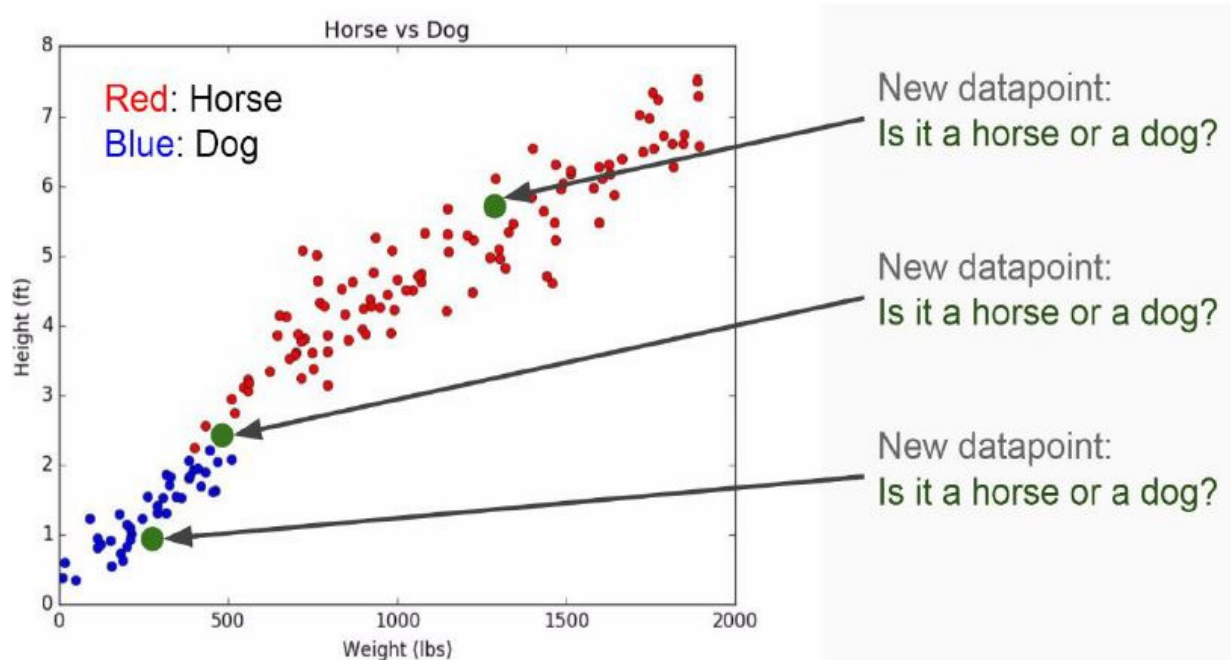 Horse vs Dog
8
7
6
5
4
3
2
1
0
Height (ft)
Red: Horse
Blue: Dog
0 500 1000 1500 2000
Weight (lbs)
New datapoint:
Is it a horse or a dog?
New datapoint:
Is it a horse or a dog?
New datapoint:
Is it a horse or a dog?